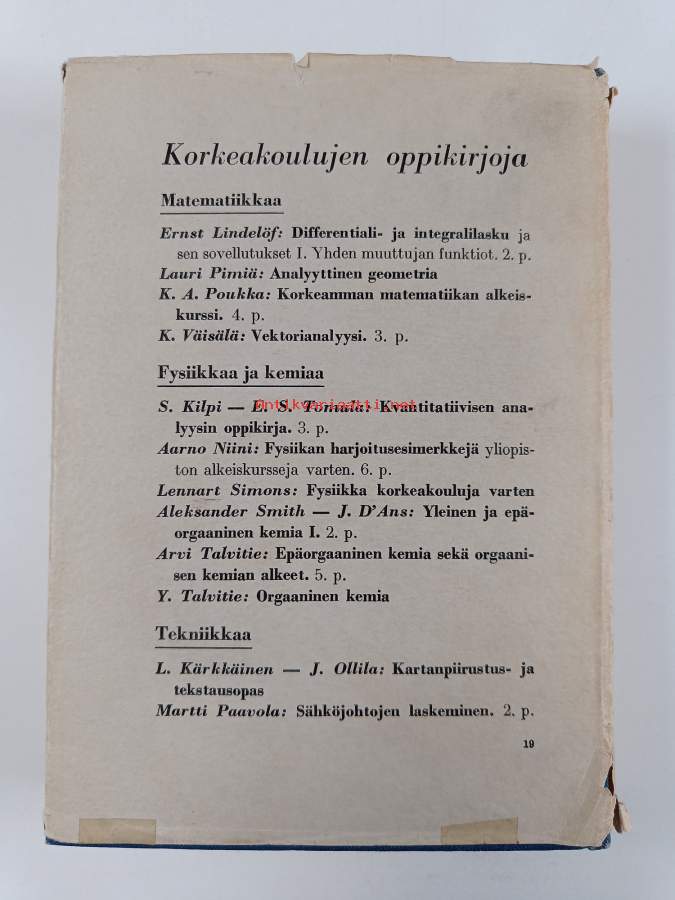 Korkeakoulujen oppikirjoja
Matematiikkaa
Ernst Lindelöf: Differentiali- ja integralilasku ja
sen sovellutukset I. Yhden muuttujan funktiot. 2. p.
Lauri Pimiä: Analyyttinen geometria
K. A. Poukka: Korkeamman matematiikan alkeis-
kurssi. 4. p.
K. Väisälä: Vektorianalyysi. 3. p.
Fysiikkaa ja kemiaa
S. Kilpi — E. S. Tomula: Kvantitatiivisen ana-
antikvariaatti.net
lyysin oppikirja. 3. p.
Aarno Niini: Fysiikan harjoitusesimerkkejä yliopis-
ton alkeiskursseja varten. 6. p.
Lennart Simons: Fysiikka korkeakouluja varten
Aleksander Smith — J. D'Ans: Yleinen ja epä-
orgaaninen kemia I. 2. p.
Arvi Talvitie: Epäorgaaninen kemia sekä orgaani-
sen kemian alkeet. 5. p.
Y. Talvitie: Orgaaninen kemia
Tekniikkaa
L. Kärkkäinen — J. Ollila: Kartanpiirustus- ja
tekstausopas
Martti Paavola: Sähköjohtojen laskeminen. 2. p.
19